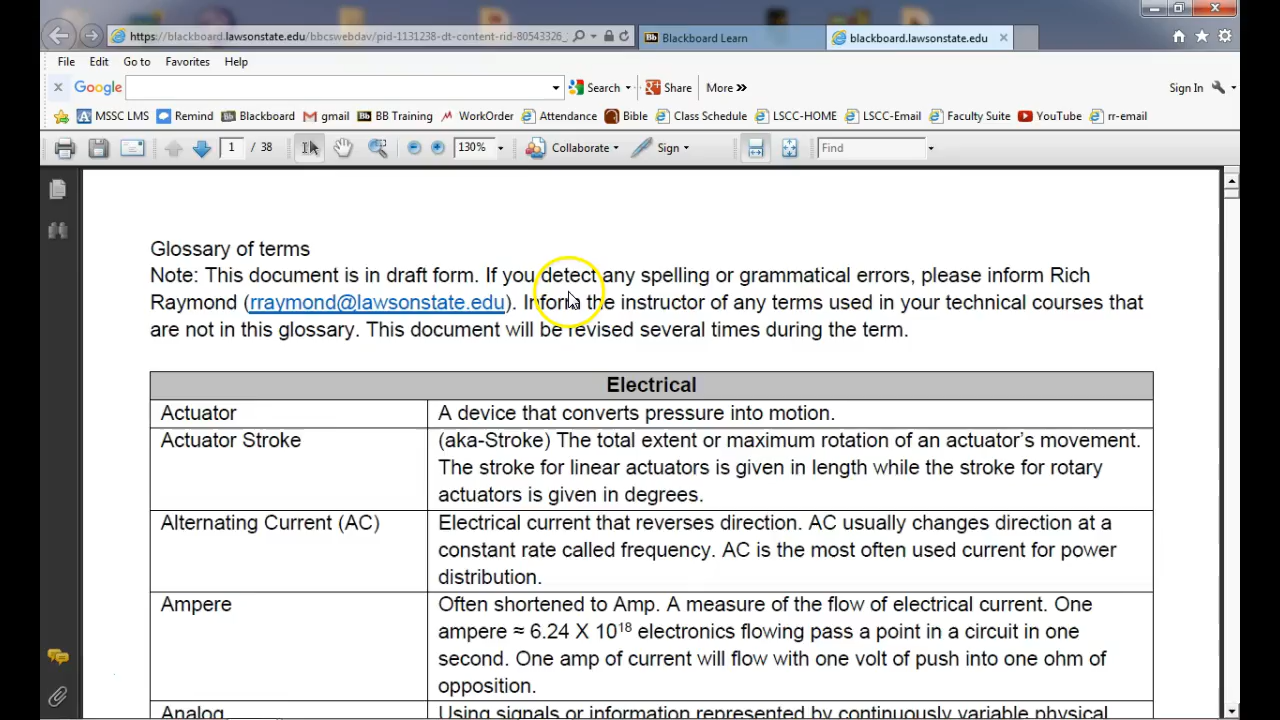 https://blackboard.lawsonstate.edu/bbcswebdav/pid-1131238-dt-content-rid-80543326_
Blackboard Learn
blackboard.lawsonstate.edu
File Edit Go to Favorites Help
x Google Search Share More »
Sign In
MSSC LMS Remind Blackboard gmail BB Training WorkOrder Attendance Bible Class Schedule LSCC-HOME LSCC-Email Faculty Suite YouTube rr-email
1 / 38 130% Collaborate Sign Find
Glossary of terms
Note: This document is in draft form. If you detect any spelling or grammatical errors, please inform Rich
Raymond (rraymond@lawsonstate.edu). Inform the instructor of any terms used in your technical courses that
are not in this glossary. This document will be revised several times during the term.
Electrical
Actuator A device that converts pressure into motion.
Actuator Stroke (aka-Stroke) The total extent or maximum rotation of an actuator’s movement.
The stroke for linear actuators is given in length while the stroke for rotary
actuators is given in degrees.
Alternating Current (AC) Electrical current that reverses direction. AC usually changes direction at a
constant rate called frequency. AC is the most often used current for power
distribution.
Ampere Often shortened to Amp. A measure of the flow of electrical current. One
ampere ≈ 6.24 X 10¹⁸ electronics flowing pass a point in a circuit in one
second. One amp of current will flow with one volt of push into one ohm of
opposition.
Analog Using signals or information represented by continuously variable physical